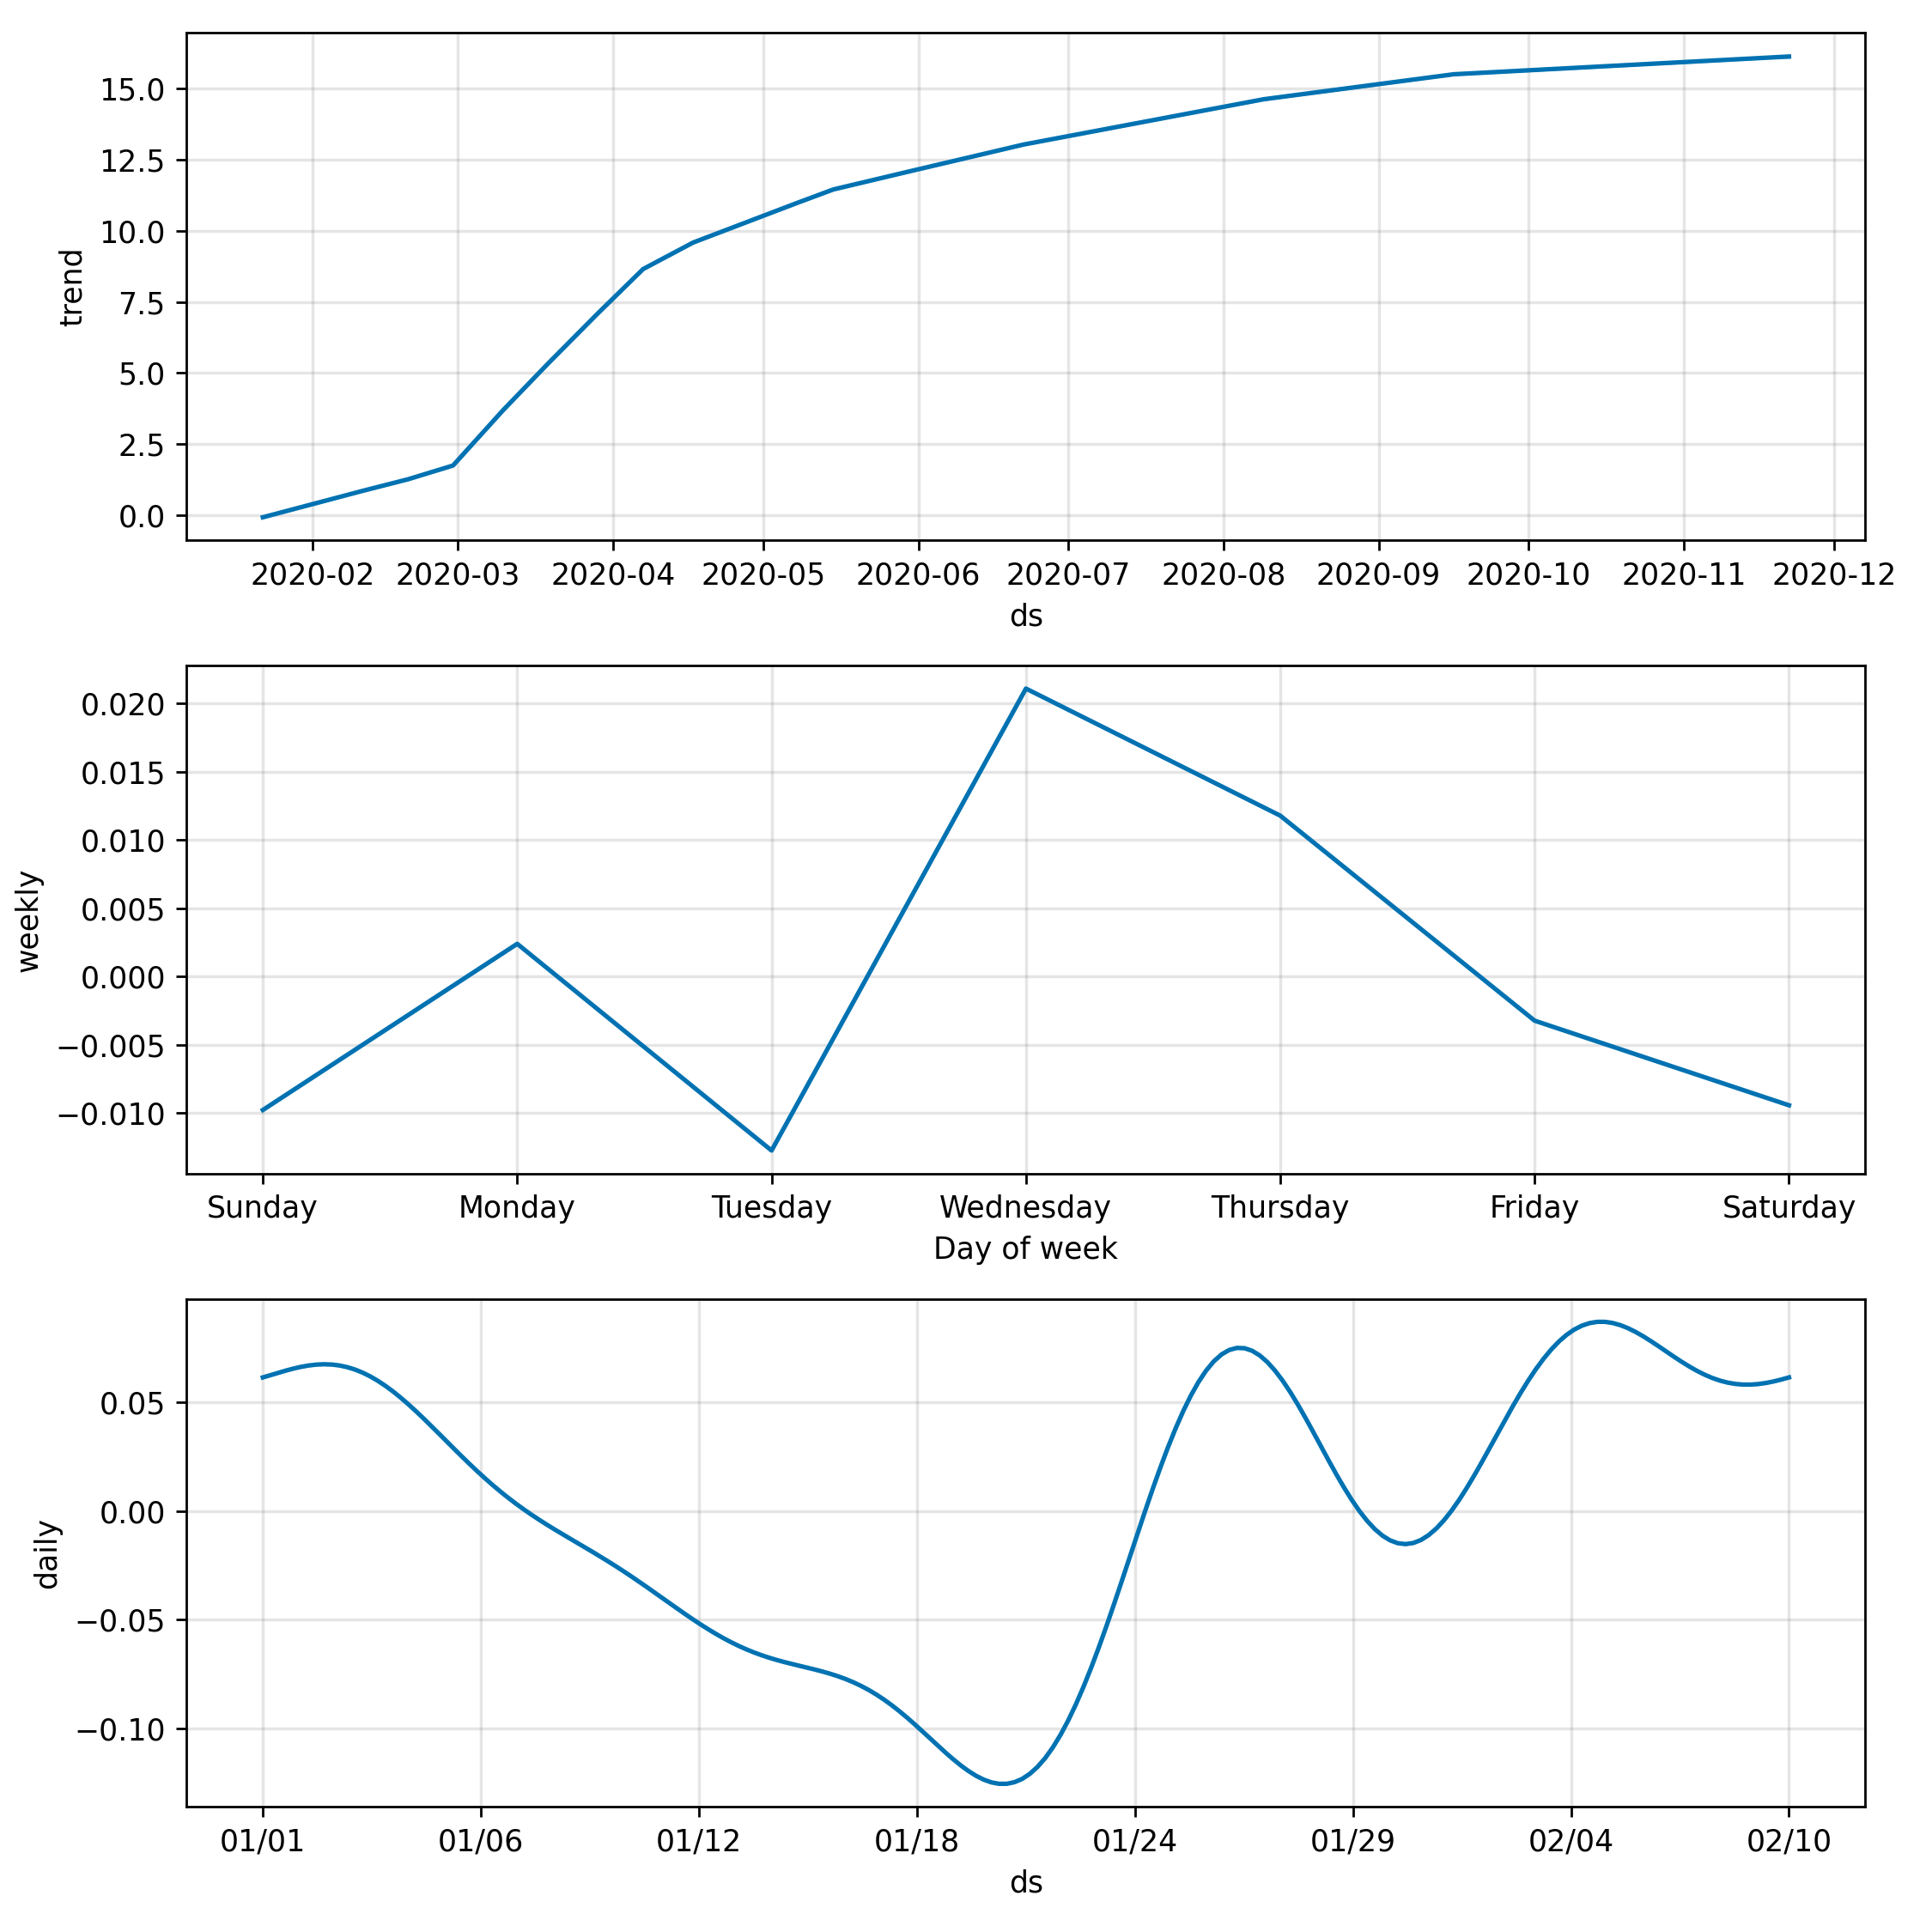 15.0
12.5
10.0
7.5
5.0
2.5
0.0
trend
2020-02 2020-03 2020-04 2020-05 2020-06 2020-07 2020-08 2020-09 2020-10 2020-11 2020-12
ds
0.020
0.015
0.010
0.005
0.000
−0.005
−0.010
weekly
Sunday Monday Tuesday Wednesday Thursday Friday Saturday
Day of week
0.05
0.00
−0.05
−0.10
daily
01/01 01/06 01/12 01/18 01/24 01/29 02/04 02/10
ds